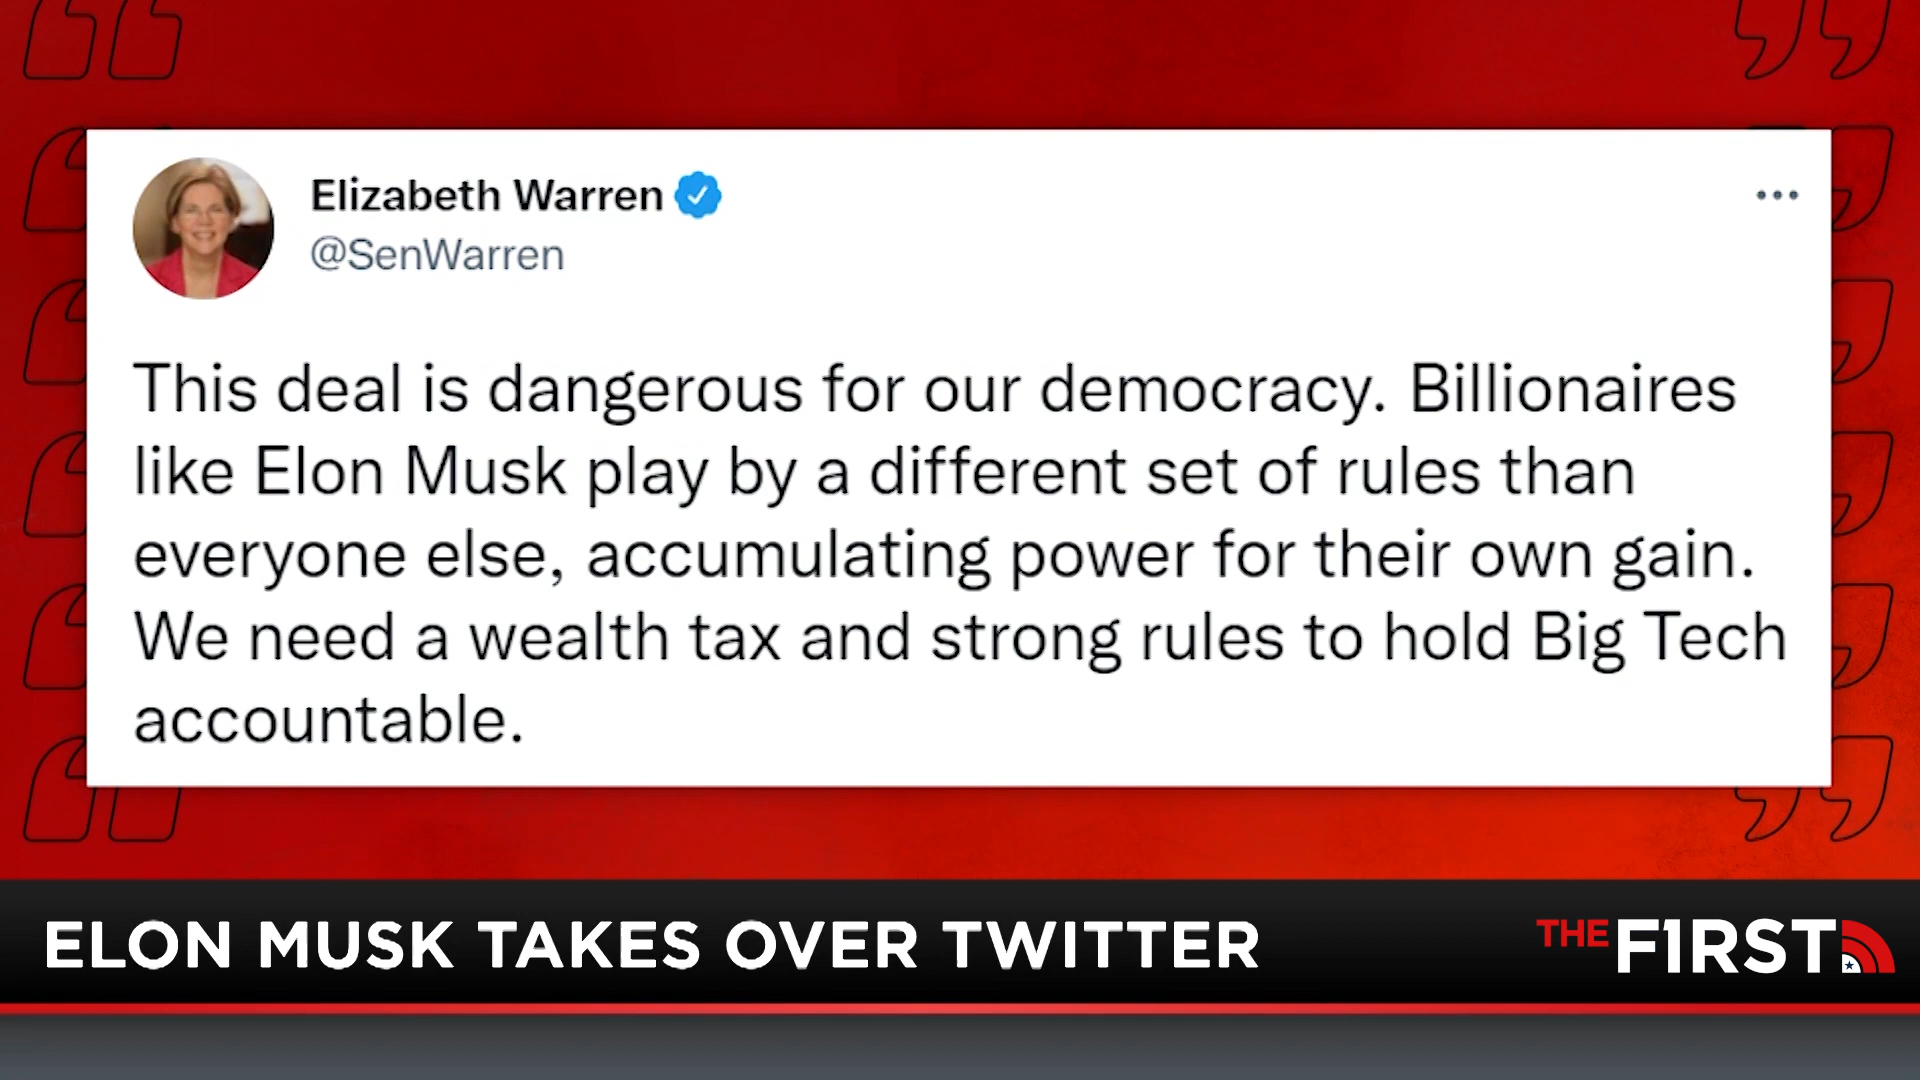 Elizabeth Warren
@SenWarren
This deal is dangerous for our democracy. Billionaires
like Elon Musk play by a different set of rules than
everyone else, accumulating power for their own gain.
We need a wealth tax and strong rules to hold Big Tech
accountable.
ELON MUSK TAKES OVER TWITTER
THE F1RST